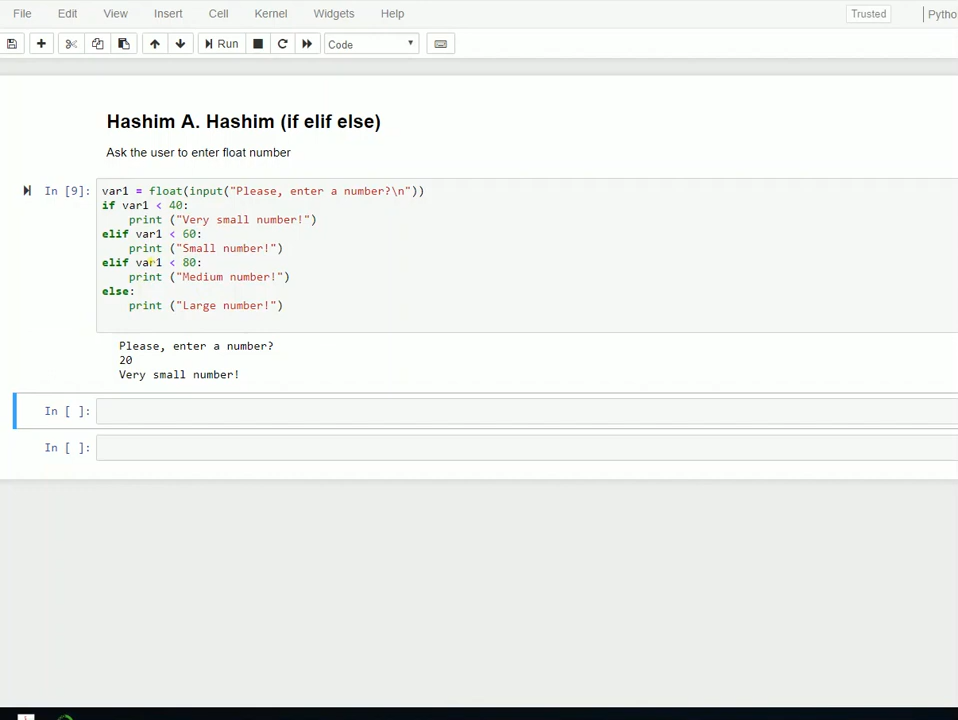 File Edit View Insert Cell Kernel Widgets Help Trusted Pytho
Run Code
Hashim A. Hashim (if elif else)
Ask the user to enter float number
In [9]: var1 = float(input("Please, enter a number?\n"))
if var1 < 40:
    print ("Very small number!")
elif var1 < 60:
    print ("Small number!")
elif var1 < 80:
    print ("Medium number!")
else:
    print ("Large number!")
Please, enter a number?
20
Very small number!
In [ ]:
In [ ]: